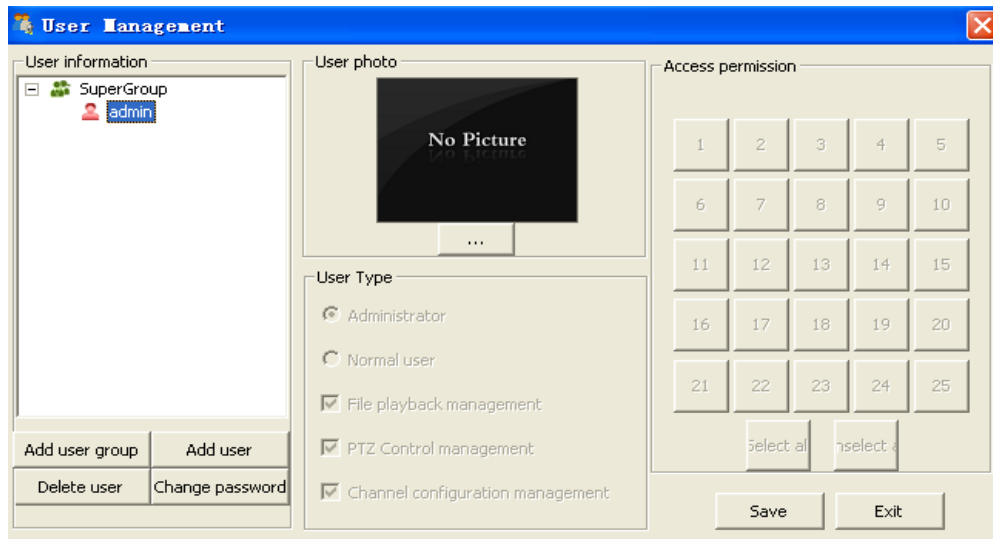 User Management
User information
SuperGroup
admin
Add user group
Add user
Delete user
Change password
User photo
No Picture
...
User Type
Administrator
Normal user
File playback management
PTZ Control management
Channel configuration management
Access permission
1 2 3 4 5
6 7 8 9 10
11 12 13 14 15
16 17 18 19 20
21 22 23 24 25
Select al nselect a
Save Exit